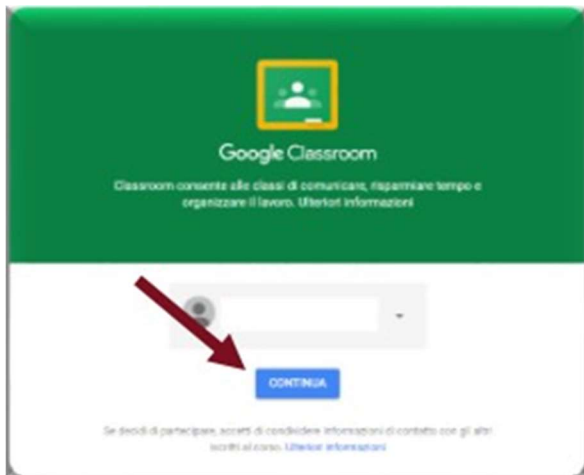 Google Classroom
Classroom consente alle classi di comunicare, risparmiare tempo e
organizzare il lavoro. Ulteriori informazioni
CONTINUA
Se decidi di partecipare, accetti di condividere informazioni di contatto con gli altri
iscritti al corso. Ulteriori informazioni